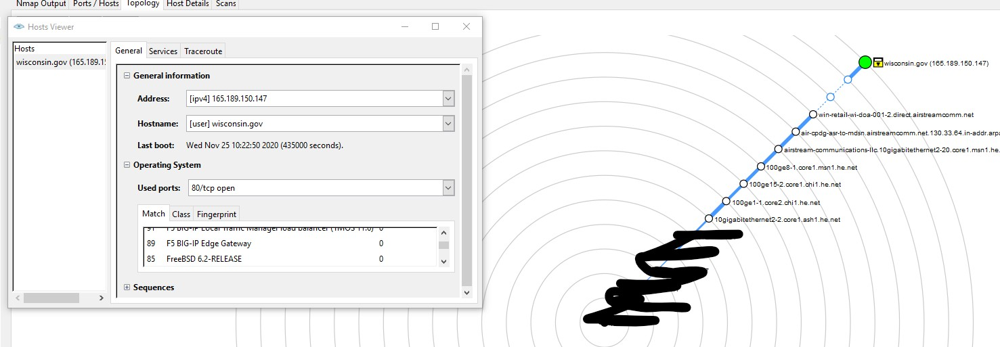 Nmap Output Ports / Hosts Topology Host Details Scans
Hosts Viewer
Hosts
wisconsin.gov (165.189.15
General Services Traceroute
General information
Address: [ipv4] 165.189.150.147
Hostname: [user] wisconsin.gov
Last boot: Wed Nov 25 10:22:50 2020 (435000 seconds).
Operating System
Used ports: 80/tcp open
Match Class Fingerprint
91 F5 BIG-IP Local Traffic Manager load balancer (TMOS 11.6) 0
89 F5 BIG-IP Edge Gateway 0
85 FreeBSD 6.2-RELEASE 0
Sequences
wisconsin.gov (165.189.150.147)
win-retail-wi-doa-001-2.direct.airstreamcomm.net
air-cpdg-asr-to-mdsn.airstreamcomm.net.130.33.64.in-addr.arpa
airstream-communications-llc.10gigabitethernet2-20.core1.msn1.he.
100ge8-1.core1.msn1.he.net
100ge15-2.core1.chi1.he.net
100ge1-1.core2.chi1.he.net
10gigabitethernet2-2.core1.ash1.he.net